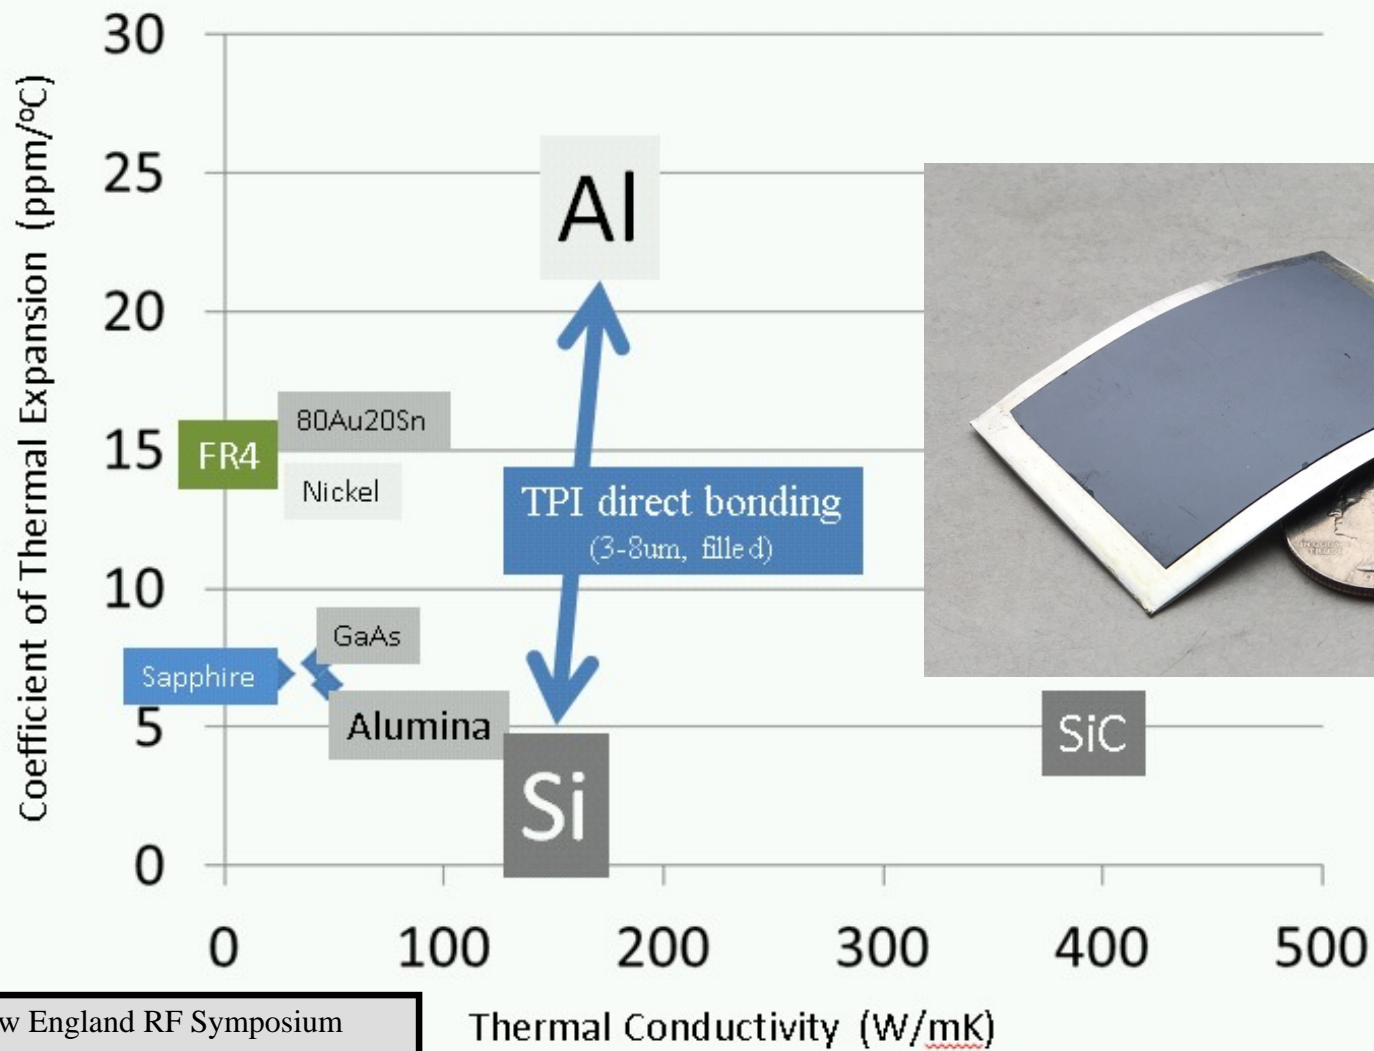 30
25
20
15
10
5
0
Coefficient of Thermal Expansion (ppm/ºC)
Al
80Au20Sn
FR4
Nickel
TPI direct bonding
(3-8um, filled)
GaAs
Sapphire
Alumina
Si
SiC
0 100 200 300 400 500
Thermal Conductivity (W/mK)
w England RF Symposium